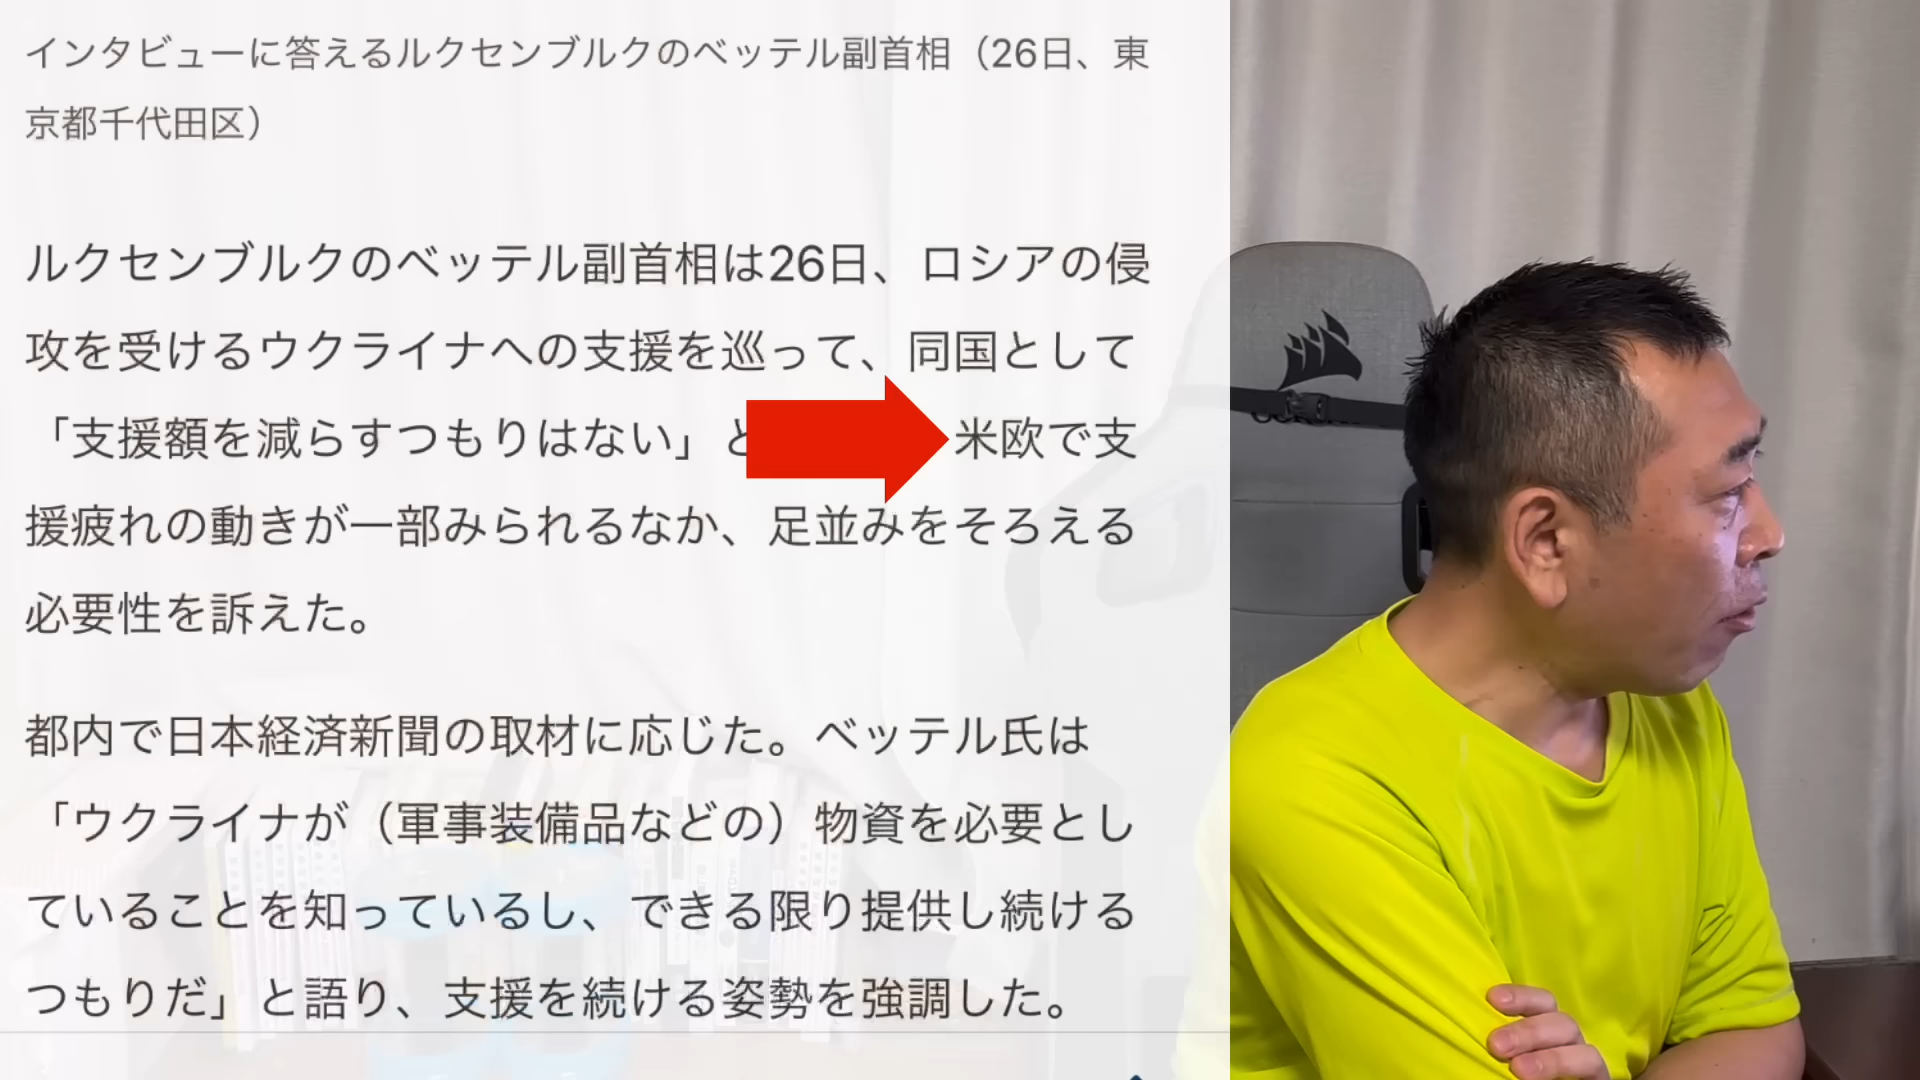 インタビューに答えるルクセンブルクのベッテル副首相（26日、東
京都千代田区）
ルクセンブルクのベッテル副首相は26日、ロシアの侵
攻を受けるウクライナへの支援を巡って、同国として
「支援額を減らすつもりはない」と 米欧で支
援疲れの動きが一部みられるなか、足並みをそろえる
必要性を訴えた。
都内で日本経済新聞の取材に応じた。ベッテル氏は
「ウクライナが（軍事装備品などの）物資を必要とし
ていることを知っているし、できる限り提供し続ける
つもりだ」と語り、支援を続ける姿勢を強調した。